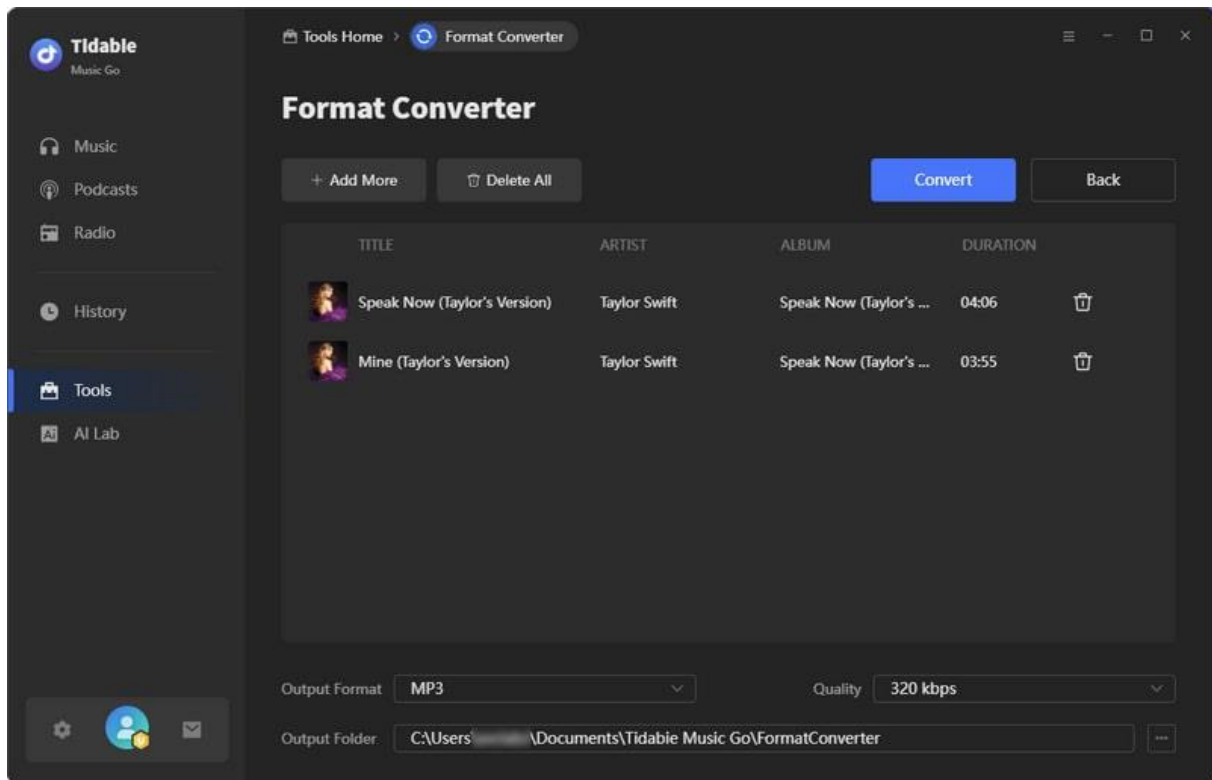 Tidabie
Music Go
Music
Podcasts
Radio
History
Tools
AI Lab
Tools Home > Format Converter
Format Converter
+ Add More
Delete All
Convert
Back
TITLE ARTIST ALBUM DURATION
Speak Now (Taylor's Version) Taylor Swift Speak Now (Taylor's ... 04:06
Mine (Taylor's Version) Taylor Swift Speak Now (Taylor's ... 03:55
Output Format MP3 Quality 320 kbps
Output Folder C:\Users\ \Documents\Tidabie Music Go\FormatConverter ...